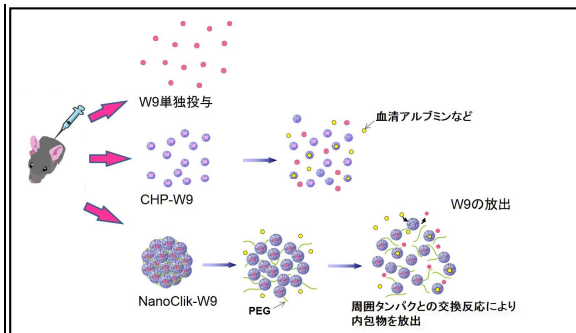 W9単独投与
血清アルブミンなど
CHP-W9
W9の放出
NanoClik-W9
PEG
周囲タンパクとの交換反応により
内包物を放出